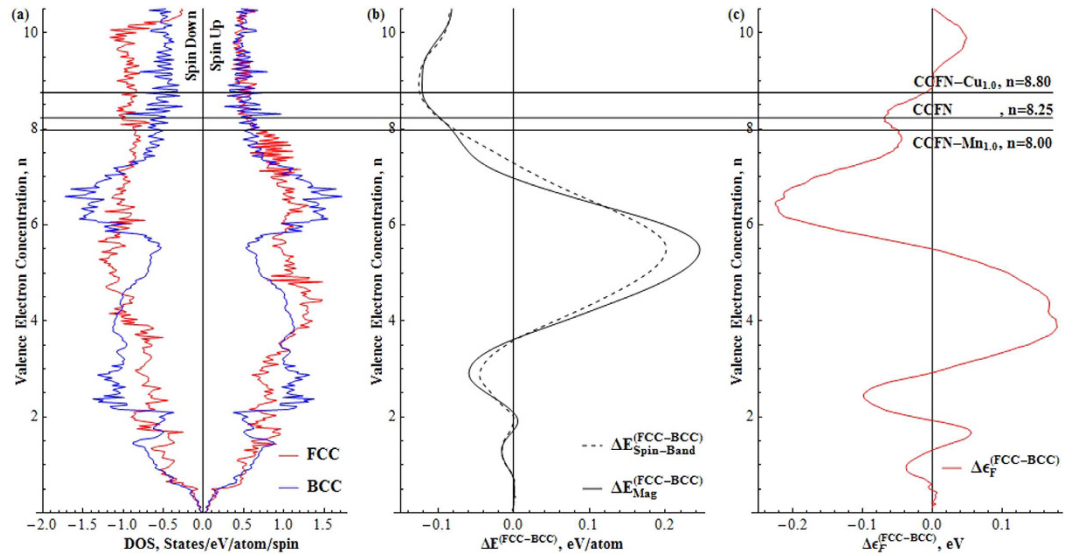 (a)
10
8
6
4
2
Valence Electron Concentration, n
Spin Down
Spin Up
FCC
BCC
−2.0 −1.5 −1.0 −0.5 0.0 0.5 1.0 1.5
DOS, States/eV/atom/spin
(b)
10
8
6
4
2
Valence Electron Concentration, n
ΔE(FCC−BCC)Spin−Band
ΔE(FCC−BCC)Mag
−0.1 0.0 0.1 0.2
ΔE(FCC−BCC), eV/atom
(c)
10
8
6
4
2
Valence Electron Concentration, n
CCFN−Cu1.0, n=8.80
CCFN , n=8.25
CCFN−Mn1.0, n=8.00
Δϵ(FCC−BCC)F
−0.2 −0.1 0.0 0.1
Δϵ(FCC−BCC)F, eV